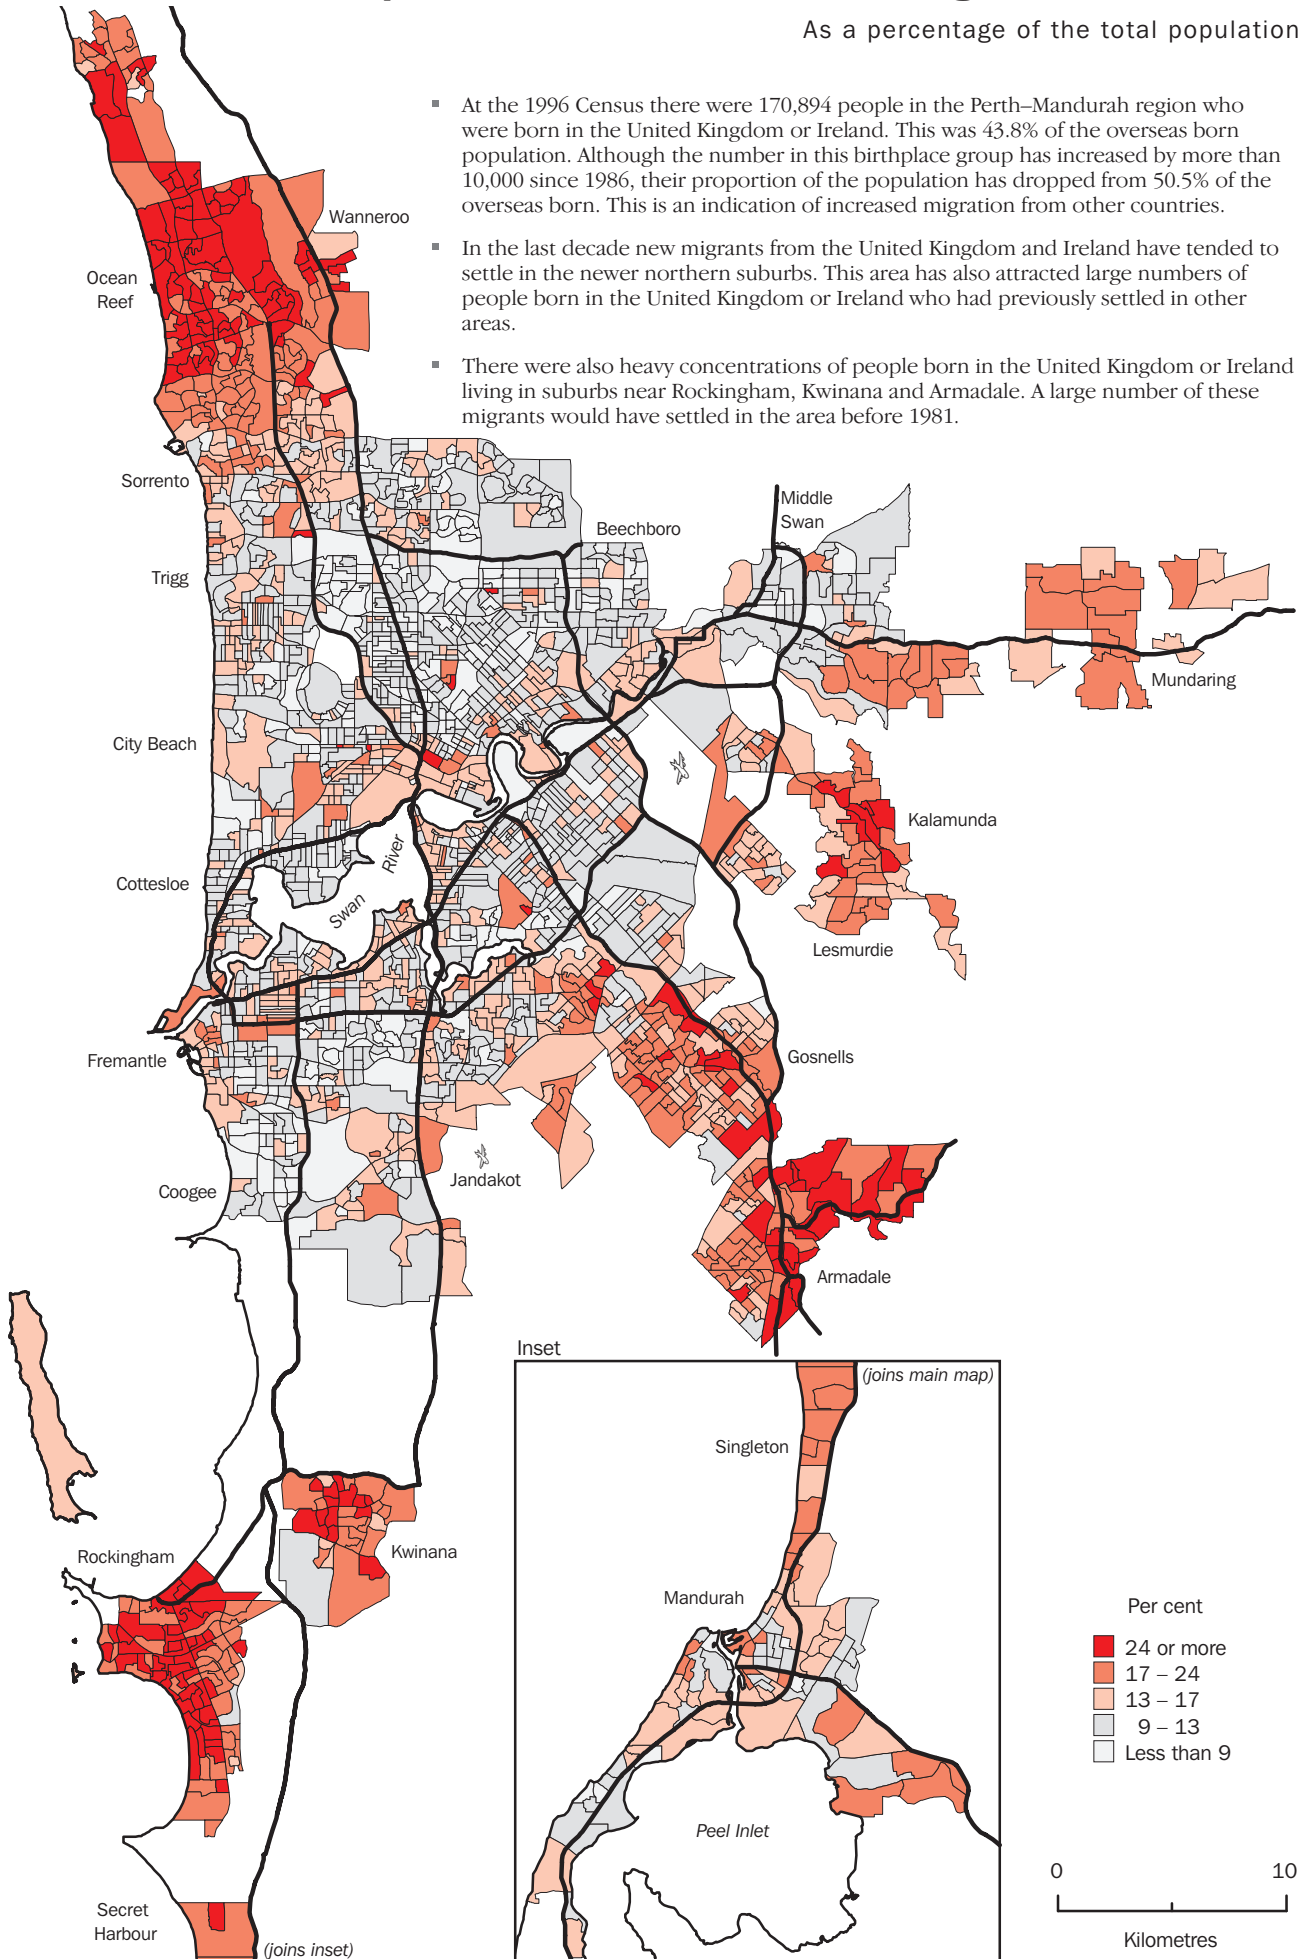 As a percentage of the total population
▪ At the 1996 Census there were 170,894 people in the Perth–Mandurah region who
were born in the United Kingdom or Ireland. This was 43.8% of the overseas born
population. Although the number in this birthplace group has increased by more than
10,000 since 1986, their proportion of the population has dropped from 50.5% of the
overseas born. This is an indication of increased migration from other countries.
▪ In the last decade new migrants from the United Kingdom and Ireland have tended to
settle in the newer northern suburbs. This area has also attracted large numbers of
people born in the United Kingdom or Ireland who had previously settled in other
areas.
▪ There were also heavy concentrations of people born in the United Kingdom or Ireland
living in suburbs near Rockingham, Kwinana and Armadale. A large number of these
migrants would have settled in the area before 1981.
Wanneroo
Ocean
Reef
Sorrento
Middle
Swan
Beechboro
Trigg
Mundaring
City Beach
Kalamunda
River
Cottesloe
Swan
Lesmurdie
Fremantle
Gosnells
Jandakot
Coogee
Armadale
Inset
(joins main map)
Singleton
Kwinana
Rockingham
Mandurah
Per cent
24 or more
17 – 24
13 – 17
9 – 13
Less than 9
Peel Inlet
0 10
Kilometres
Secret
Harbour
(joins inset)